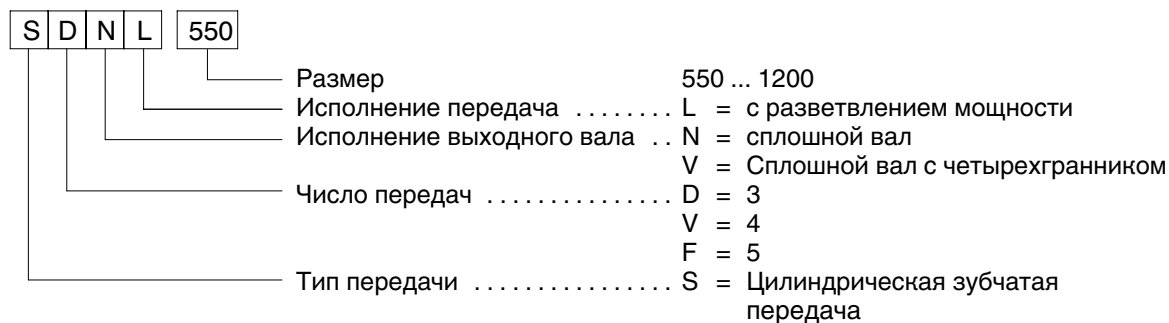 S D N L 550
Размер 550 ... 1200
Исполнение передача ........ L = с разветвлением мощности
Исполнение выходного вала .. N = сплошной вал
V = Сплошной вал с четырехгранником
Число передач ............... D = 3
V = 4
F = 5
Тип передачи ................ S = Цилиндрическая зубчатая
передача